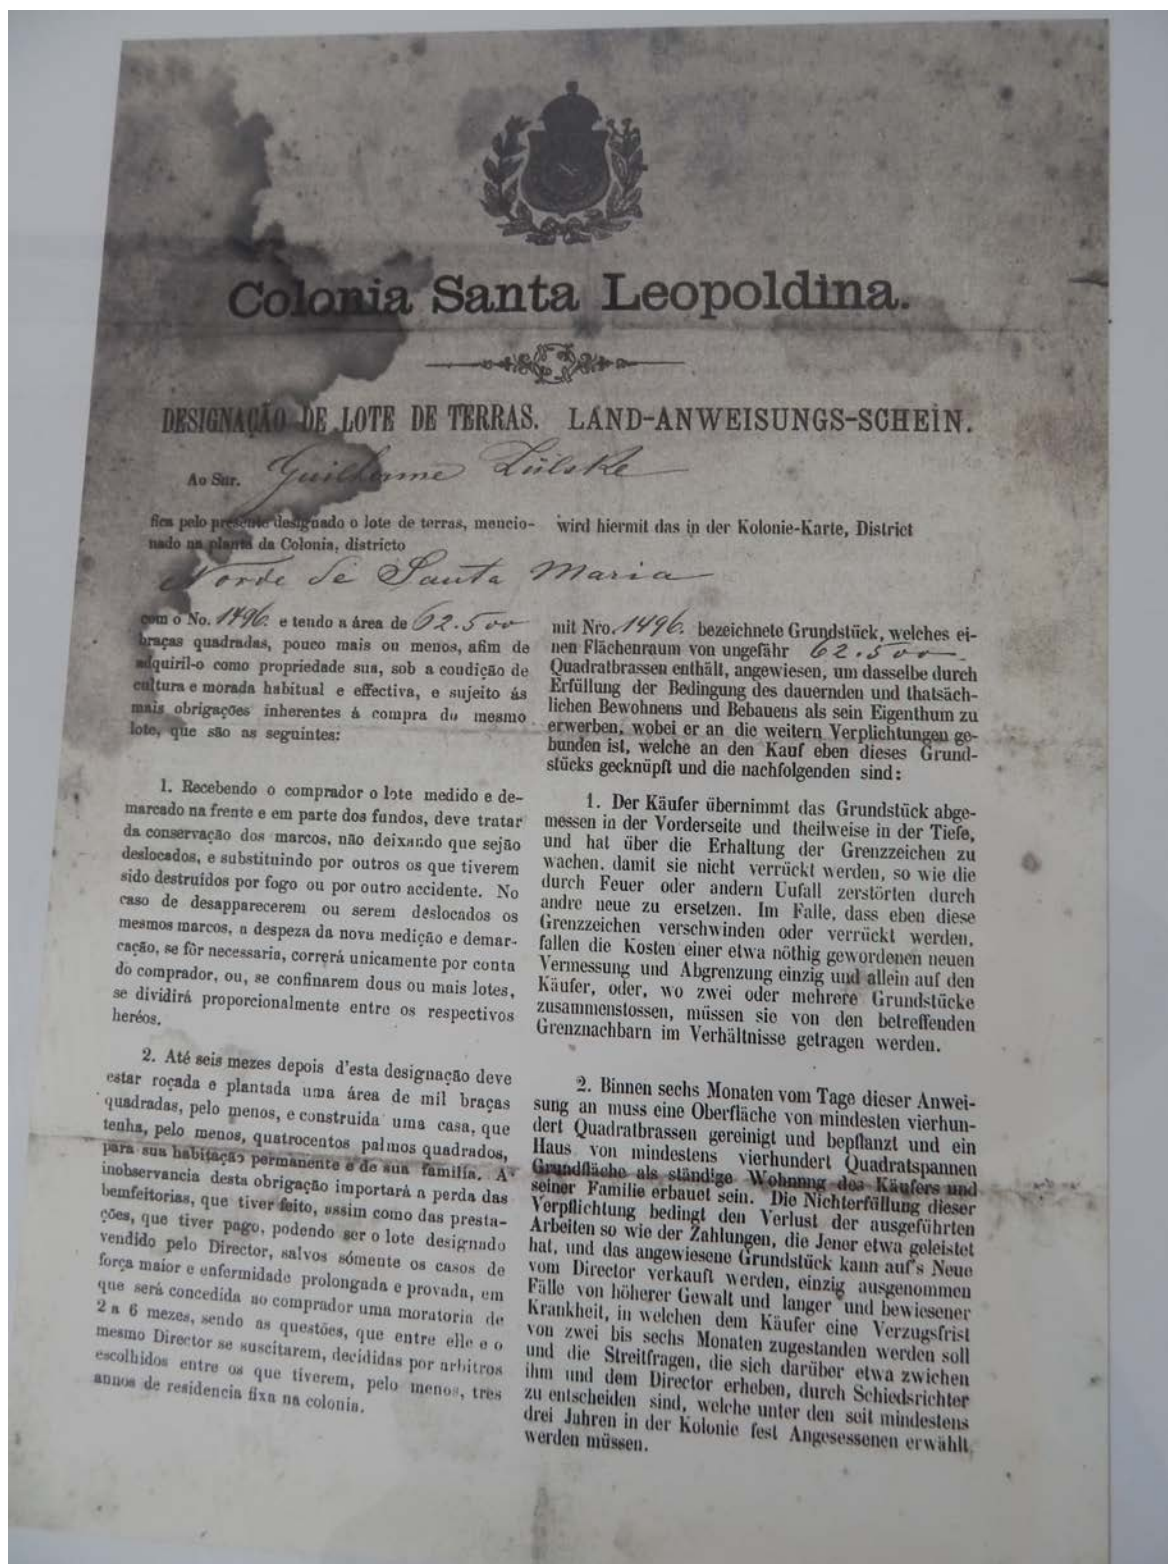 Colonia Santa Leopoldina.
DESIGNAÇÃO DE LOTE DE TERRAS. LAND-ANWEISUNGS-SCHEIN.
Ao Snr. Guilherme Zülske
fica pelo presente designado o lote de terras, mencio-
nado na planta da Colonia, districto
wird hiermit das in der Kolonie-Karte, District
Norde de Santa Maria
com o No. 1496. e tendo a área de 62.500
braças quadradas, pouco mais ou menos, afim de
adquiril-o como propriedade sua, sob a condição de
cultura e morada habitual e effectiva, e sujeito ás
mais obrigações inherentes á compra do mesmo
lote, que são as seguintes:
1. Recebendo o comprador o lote medido e de-
marcado na frente e em parte dos fundos, deve tratar
da conservação dos marcos, não deixando que sejão
deslocados, e substituindo por outros os que tiverem
sido destruidos por fogo ou por outro accidente. No
caso de desapparecerem ou serem deslocados os
mesmos marcos, a despeza da nova medição e demar-
cação, se fôr necessaria, correrá unicamente por conta
do comprador, ou, se confinarem dous ou mais lotes,
se dividirá proporcionalmente entre os respectivos
heréos.
2. Até seis mezes depois d'esta designação deve
estar roçada e plantada uma área de mil braças
quadradas, pelo menos, e construida uma casa, que
tenha, pelo menos, quatrocentos palmos quadrados,
para sua habitação permanente e de sua familia. A
inobservancia desta obrigação importará a perda das
bemfeitorias, que tiver feito, assim como das presta-
ções, que tiver pago, podendo ser o lote designado
vendido pelo Director, salvos sómente os casos de
força maior e enfermidade prolongada e provada, em
que será concedida ao comprador uma moratoria de
2 a 6 mezes, sendo as questões, que entre elle e o
mesmo Director se suscitarem, decididas por arbitros
escolhidos entre os que tiverem, pelo menos, tres
annos de residencia fixa na colonia.
mit Nro. 1496. bezeichnete Grundstück, welches ei-
nen Flächenraum von ungefähr 62.500
Quadratbrassen enthält, angewiesen, um dasselbe durch
Erfüllung der Bedingung des dauernden und thatsäch-
lichen Bewohnens und Bebauens als sein Eigenthum zu
erwerben, wobei er an die weitern Verplichtungen ge-
bunden ist, welche an den Kauf eben dieses Grund-
stücks geknüpft und die nachfolgenden sind:
1. Der Käufer übernimmt das Grundstück abge-
messen in der Vorderseite und theilweise in der Tiefe,
und hat über die Erhaltung der Grenzzeichen zu
wachen, damit sie nicht verrückt werden, so wie die
durch Feuer oder andern Uufall zerstörten durch
andre neue zu ersetzen. Im Falle, dass eben diese
Grenzzeichen verschwinden oder verrückt werden,
fallen die Kosten einer etwa nöthig gewordenen neuen
Vermessung und Abgrenzung einzig und allein auf den
Käufer, oder, wo zwei oder mehrere Grundstücke
zusammenstossen, müssen sie von den betreffenden
Grenznachbarn im Verhältnisse getragen werden.
2. Binnen sechs Monaten vom Tage dieser Anwei-
sung an muss eine Oberfläche von mindesten vierhun-
dert Quadratbrassen gereinigt und bepflanzt und ein
Haus von mindestens vierhundert Quadratspannen
Grundfläche als ständige Wohnung des Käufers und
seiner Familie erbauet sein. Die Nichterfüllung dieser
Verpflichtung bedingt den Verlust der ausgeführten
Arbeiten so wie der Zahlungen, die Jener etwa geleistet
hat, und das angewiesene Grundstück kann auf's Neue
vom Director verkauft werden, einzig ausgenommen
Fälle von höherer Gewalt und langer und bewiesener
Krankheit, in welchen dem Käufer eine Verzugsfrist
von zwei bis sechs Monaten zugestanden werden soll
und die Streitfragen, die sich darüber etwa zwichen
ihm und dem Director erheben, durch Schiedsrichter
zu entscheiden sind, welche unter den seit mindestens
drei Jahren in der Kolonie fest Angesessenen erwählt
werden müssen.